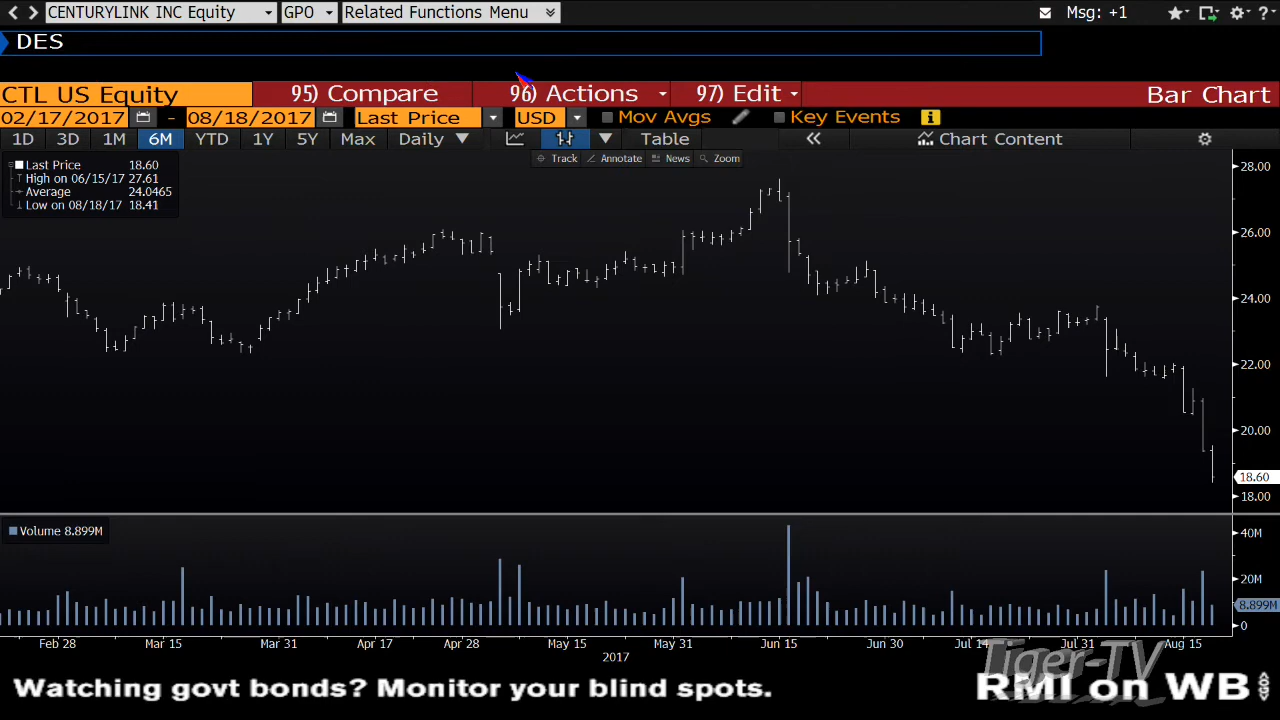 CENTURYLINK INC Equity GPO Related Functions Menu Msg: +1 ?
DES
CTL US Equity 95) Compare 96) Actions 97) Edit Bar Chart
02/17/2017 - 08/18/2017 Last Price USD Mov Avgs Key Events i
1D 3D 1M 6M YTD 1Y 5Y Max Daily Table « Chart Content
Track Annotate News Zoom
Last Price 18.60
High on 06/15/17 27.61
Average 24.0465
Low on 08/18/17 18.41
28.00
26.00
24.00
22.00
20.00
18.60
18.00
Volume 8.899M
40M
20M
8.899M
0
Feb 28 Mar 15 Mar 31 Apr 17 Apr 28 May 15 May 31 Jun 15 Jun 30 Jul 14 Jul 31 Aug 15
2017
Tiger-TV
Watching govt bonds? Monitor your blind spots. RMI on WB